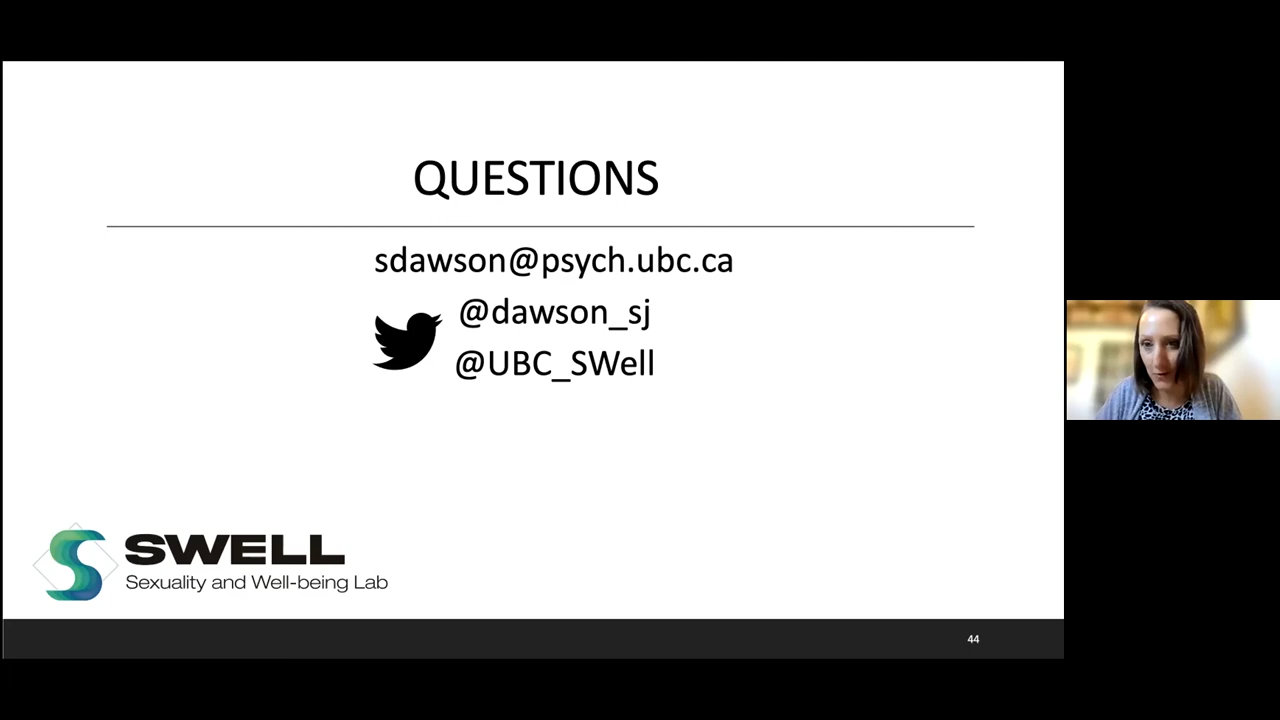 QUESTIONS
sdawson@psych.ubc.ca
@dawson_sj
@UBC_SWell
SWELL
Sexuality and Well-being Lab
44